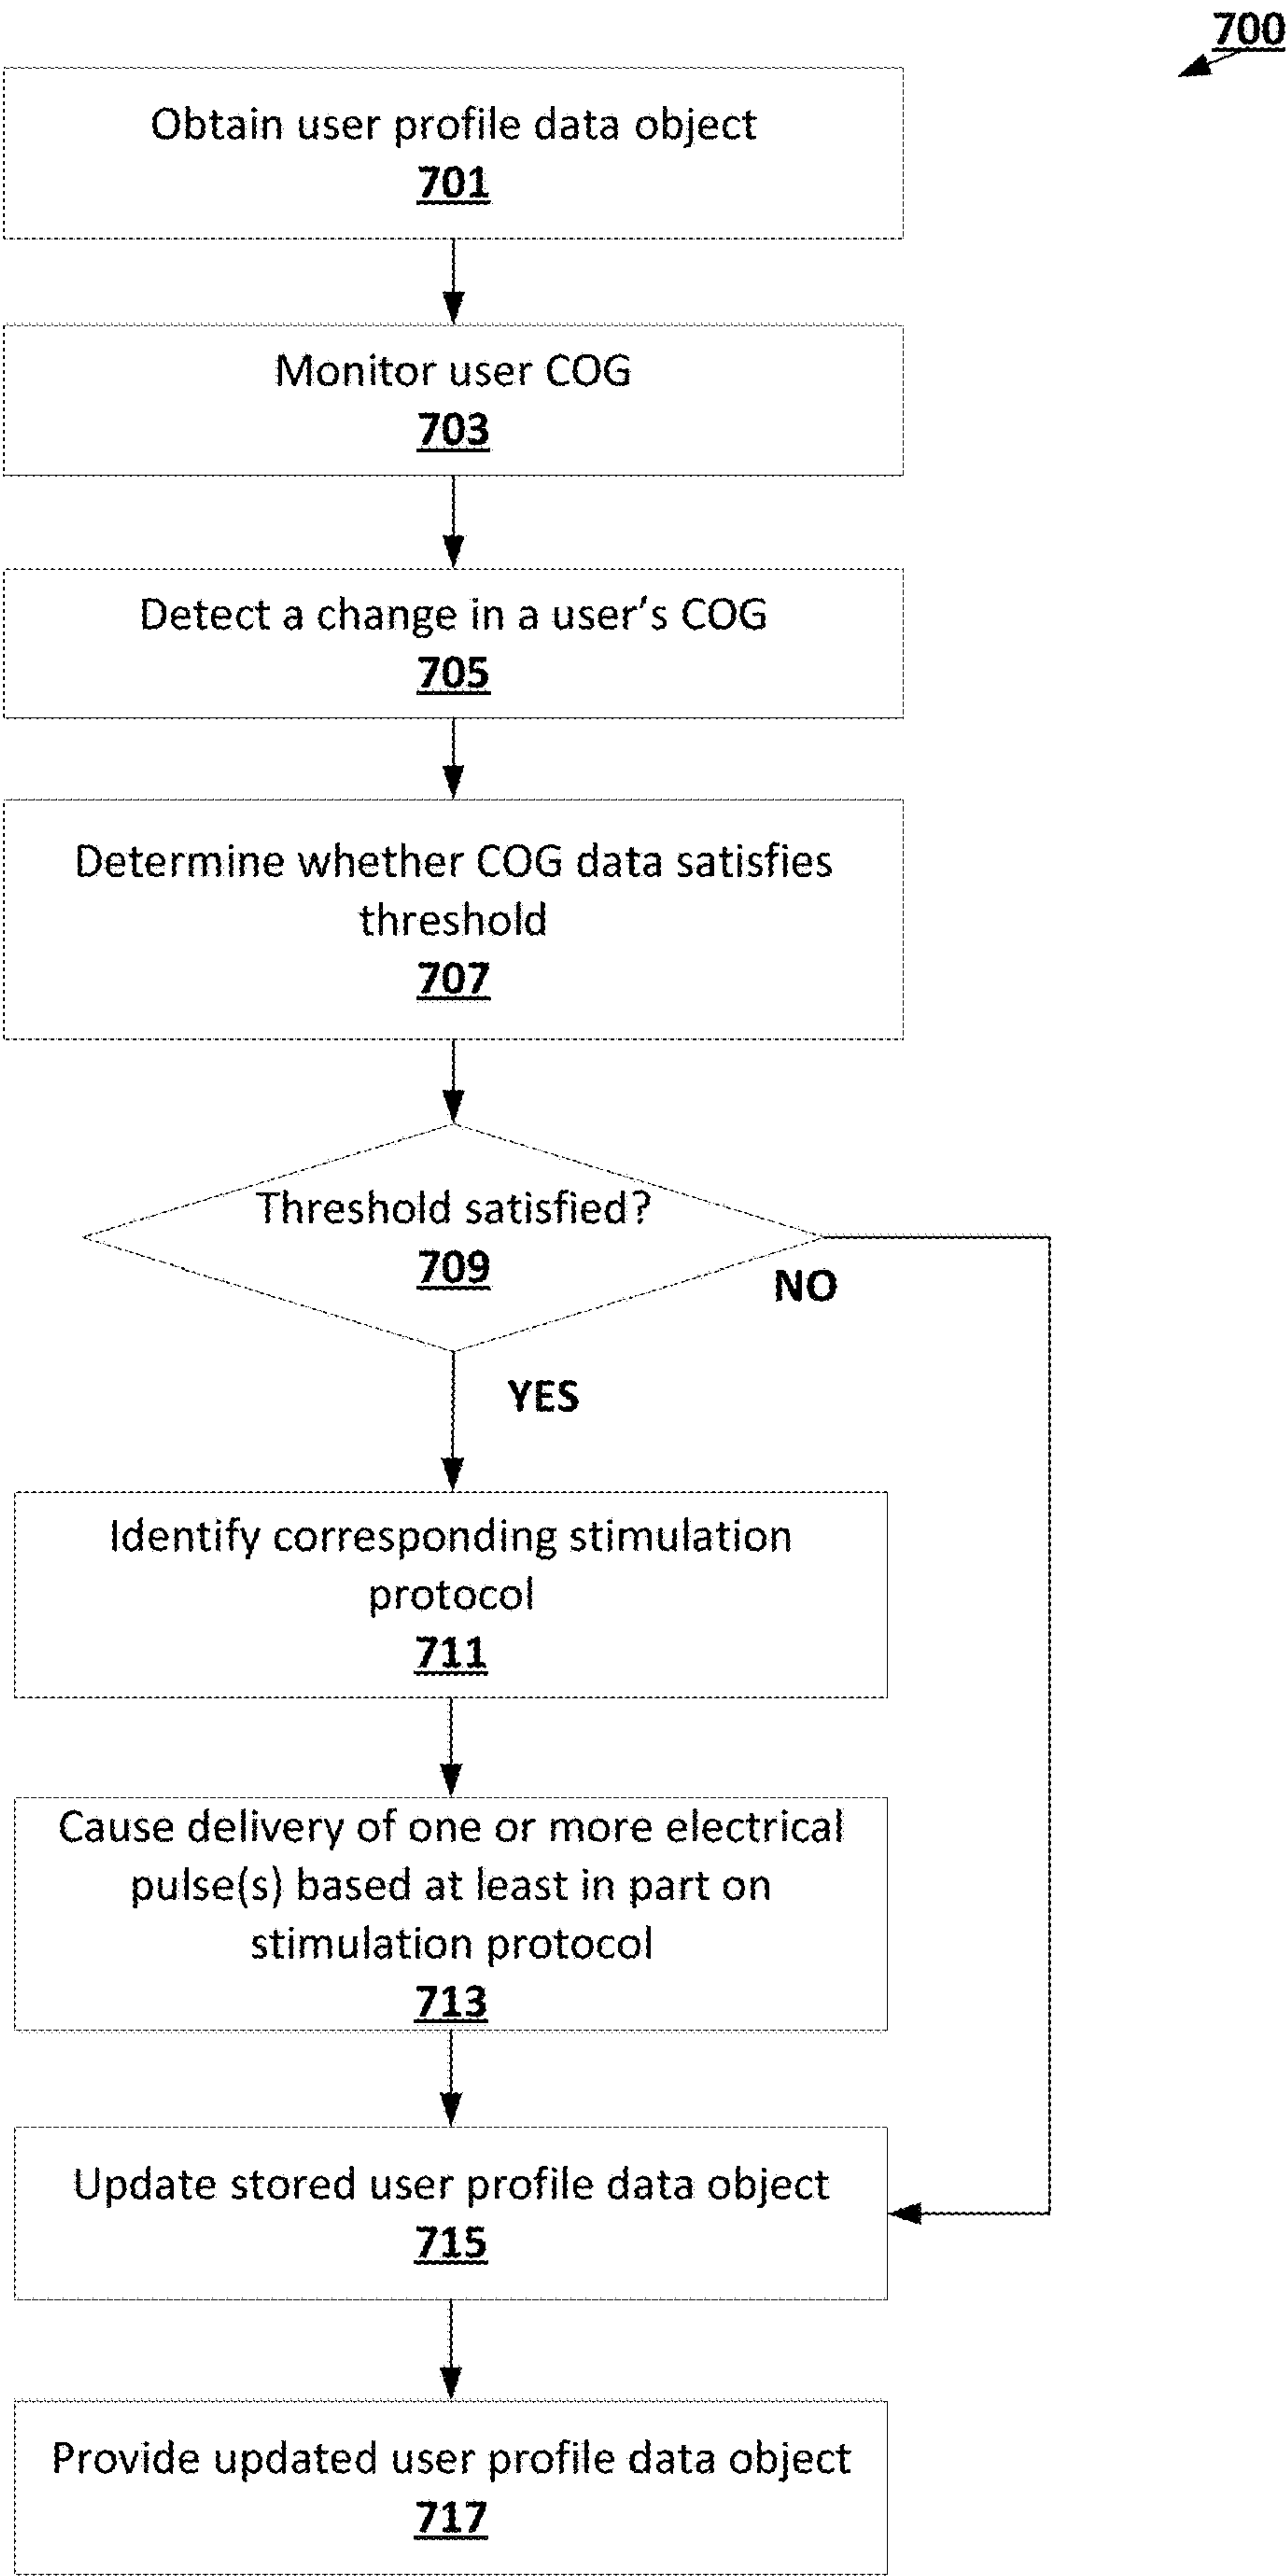 700
Obtain user profile data object
701
Monitor user COG
703
Detect a change in a user's COG
705
Determine whether COG data satisfies
threshold
707
Threshold satisfied?
709
NO
YES
Identify corresponding stimulation
protocol
711
Cause delivery of one or more electrical
pulse(s) based at least in part on
stimulation protocol
713
Update stored user profile data object
715
Provide updated user profile data object
717